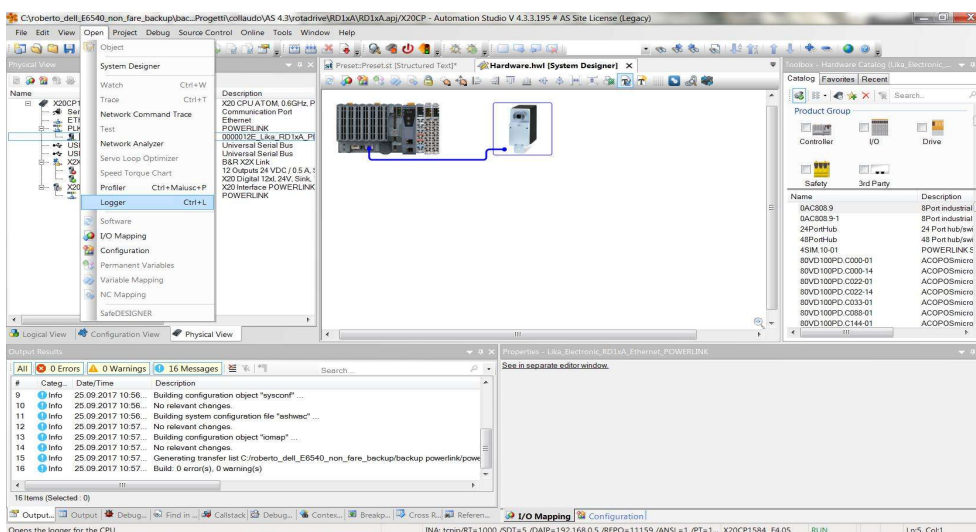 C:\roberto_dell_E6540_non_fare_backup\bac..Progetti\collaudo\AS 4.3\rotadrive\RD1xA\RD1xA.apj/X20CP - Automation Studio V 4.3.3.195 # AS Site License (Legacy)
File Edit View Open Project Debug Source Control Online Tools Window Help
Physical View
Name
Description
X20CP1
X20 CPU ATOM, 0.6GHz, P
Ser
Communication Port
ETH
Ethernet
PLK
POWERLINK
0000012E_Lika_RD1xA_Pl
USI
Universal Serial Bus
USI
Universal Serial Bus
X2X
B&R X2X Link
12 Outputs 24 VDC / 0.5 A,
X20 Digital 12xI, 24V, Sink,
X20
X20 Interface POWERLINK
POWERLINK
Object
System Designer
Watch Ctrl+W
Trace Ctrl+T
Network Command Trace
Test
Network Analyzer
Servo Loop Optimizer
Speed Torque Chart
Profiler Ctrl+Maiusc+P
Logger Ctrl+L
Software
I/O Mapping
Configuration
Permanent Variables
Variable Mapping
NC Mapping
SafeDESIGNER
Logical View Configuration View Physical View
Preset::Preset.st [Structured Text]* Hardware.hwl [System Designer] X
Toolbox - Hardware Catalog (Lika_Electronic_...
Catalog Favorites Recent
Search...
Product Group
Controller I/O Drive
Safety 3rd Party
Name Description
0AC808.9 8Port industrial
0AC808.9-1 8Port industrial
24PortHub 24 Port hub/swi
48PortHub 48 Port hub/swi
4SIM.10-01 POWERLINK S
80VD100PD.C000-01 ACOPOSmicro
80VD100PD.C000-14 ACOPOSmicro
80VD100PD.C022-01 ACOPOSmicro
80VD100PD.C022-14 ACOPOSmicro
80VD100PD.C033-01 ACOPOSmicro
80VD100PD.C088-01 ACOPOSmicro
80VD100PD.C144-01 ACOPOSmicro
Output Results
All 0 Errors 0 Warnings 16 Messages Search...
# Categ... Date/Time Description
9 Info 25.09.2017 10:56... Building configuration object "sysconf" ...
10 Info 25.09.2017 10:56... No relevant changes.
11 Info 25.09.2017 10:56... Building system configuration file "ashwac" ...
12 Info 25.09.2017 10:57... No relevant changes.
13 Info 25.09.2017 10:57... Building configuration object "iomap" ...
14 Info 25.09.2017 10:57... No relevant changes.
15 Info 25.09.2017 10:57... Generating transfer list C:/roberto_dell_E6540_non_fare_backup/backup powerlink/powe
16 Info 25.09.2017 10:57... Build: 0 error(s), 0 warning(s)
16 Items (Selected : 0)
Output... Output Debug... Find in ... Callstack Debug... Contex... Breakp... Cross R... Referen...
Properties - Lika_Electronic_RD1xA_Ethernet_POWERLINK
See in separate editor window.
I/O Mapping Configuration
Opens the logger for the CPU
INA: tcpip/RT=1000 /SDT=5 /DAIP=192.168.0.5 /REPO=11159 /ANSL=1 /PT=1... X20CP1584 F4.05 RUN Ln:5, Col:1